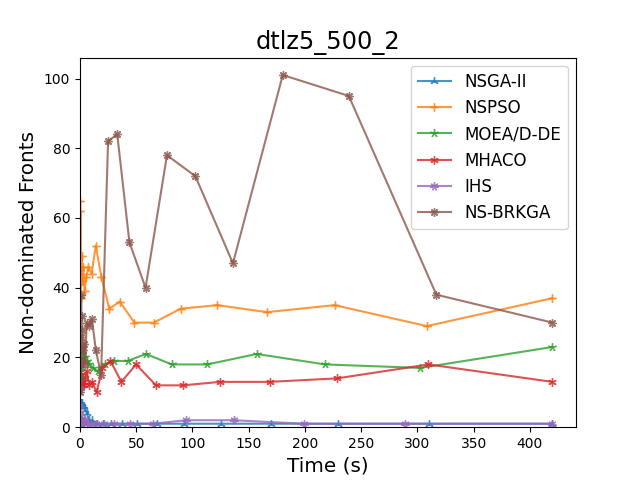 dtlz5_500_2
100
80
60
40
20
0
Non-dominated Fronts
NSGA-II
NSPSO
MOEA/D-DE
MHACO
IHS
NS-BRKGA
0 50 100 150 200 250 300 350 400
Time (s)